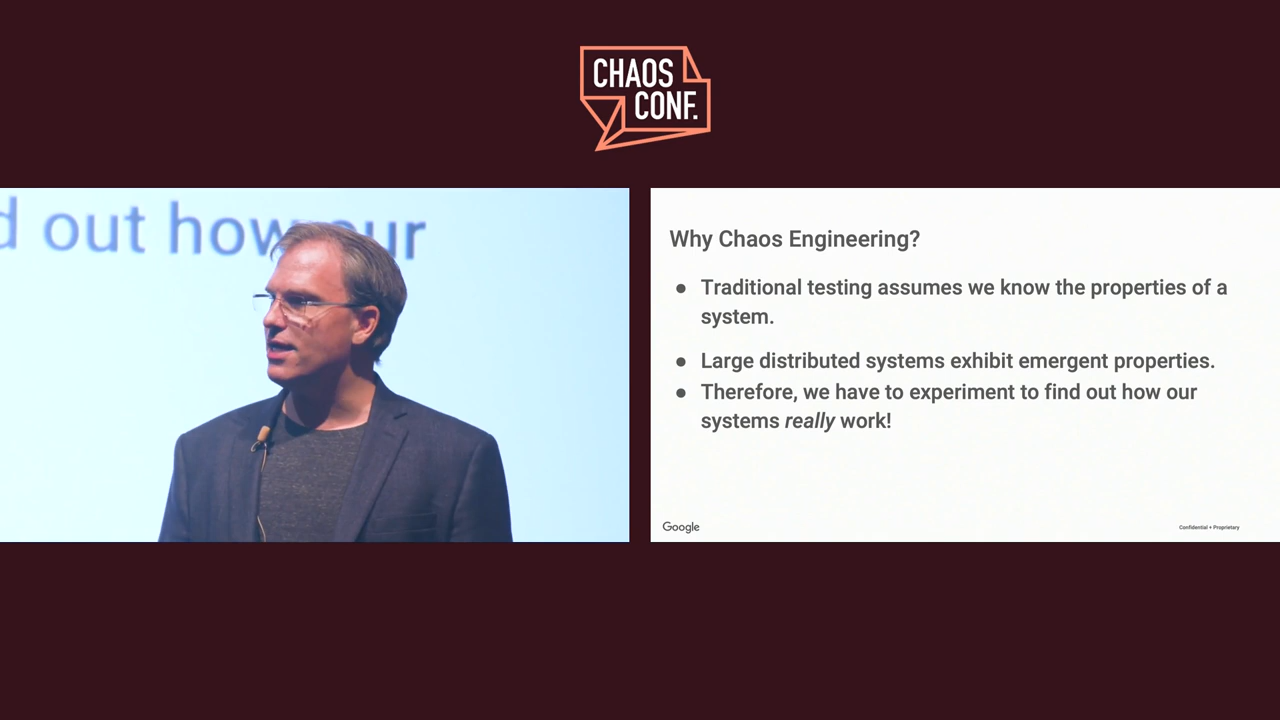 CHAOS
CONF.
d out how our
Why Chaos Engineering?
● Traditional testing assumes we know the properties of a
system.
● Large distributed systems exhibit emergent properties.
● Therefore, we have to experiment to find out how our
systems really work!
Google
Confidential + Proprietary